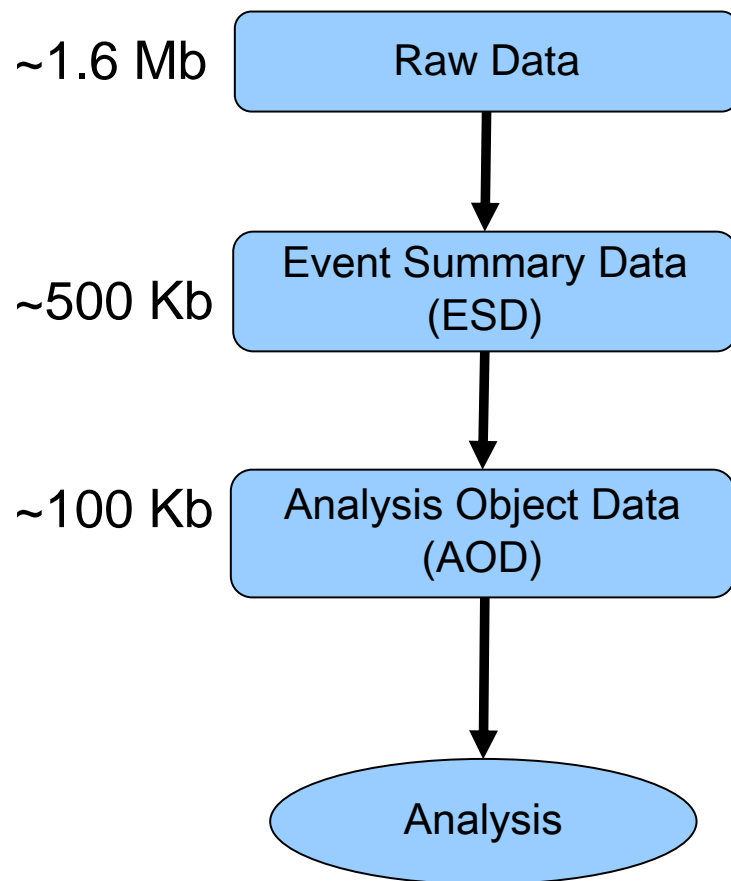 ~1.6 Mb
Raw Data
Event Summary Data
(ESD)
~500 Kb
Analysis Object Data
(AOD)
~100 Kb
Analysis